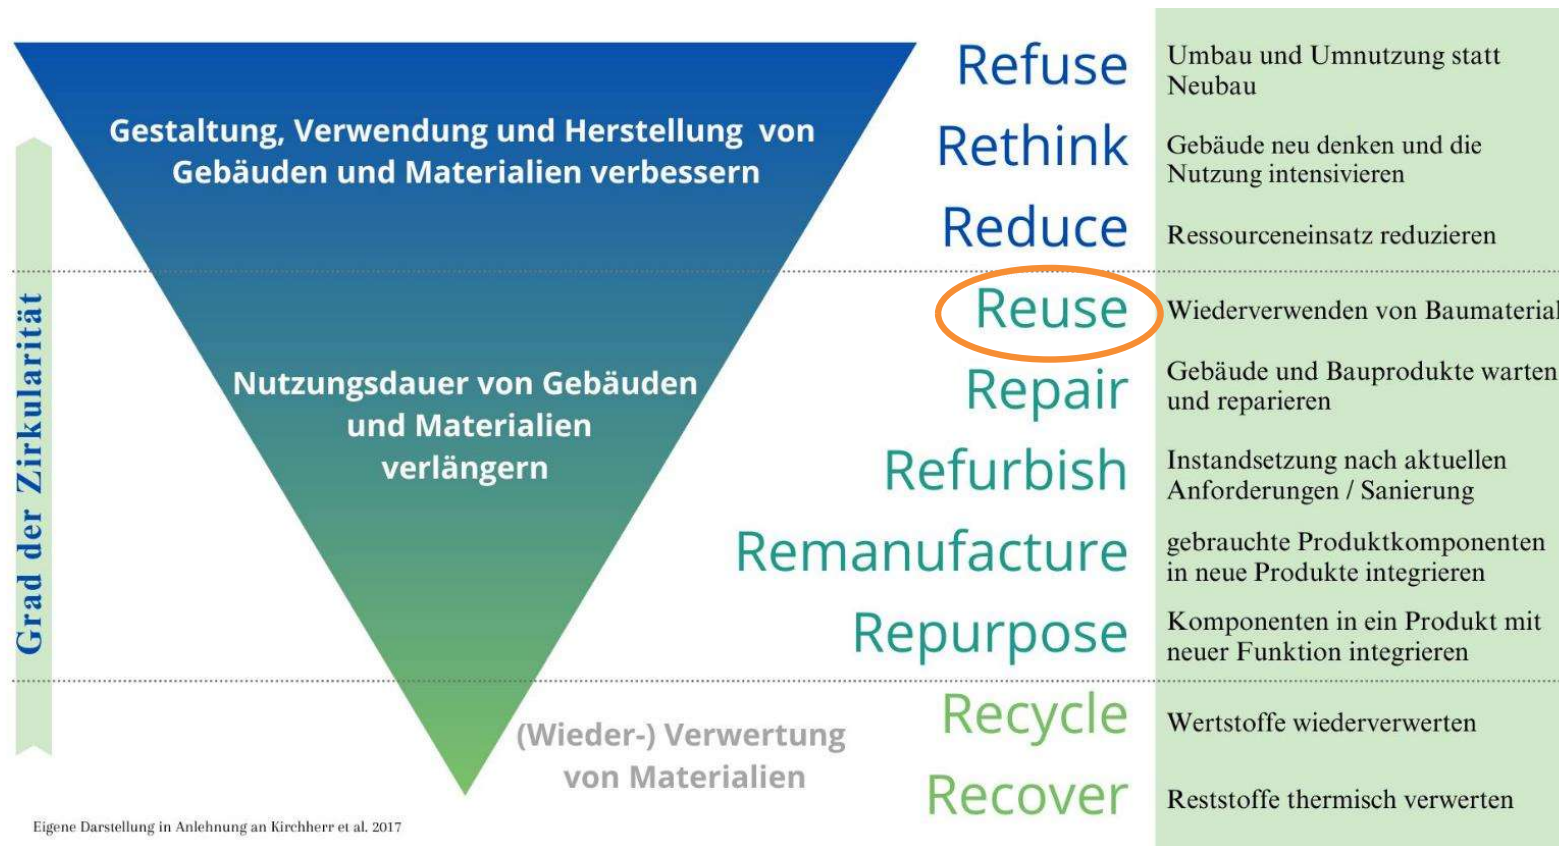 Grad der Zirkularität
Gestaltung, Verwendung und Herstellung von
Gebäuden und Materialien verbessern
Refuse
Umbau und Umnutzung statt
Neubau
Rethink
Gebäude neu denken und die
Nutzung intensivieren
Reduce
Ressourceneinsatz reduzieren
Nutzungsdauer von Gebäuden
und Materialien
verlängern
Reuse
Wiederverwenden von Baumaterial
Repair
Gebäude und Bauprodukte warten
und reparieren
Refurbish
Instandsetzung nach aktuellen
Anforderungen / Sanierung
Remanufacture
gebrauchte Produktkomponenten
in neue Produkte integrieren
Repurpose
Komponenten in ein Produkt mit
neuer Funktion integrieren
(Wieder-) Verwertung
von Materialien
Recycle
Wertstoffe wiederverwerten
Recover
Reststoffe thermisch verwerten
Eigene Darstellung in Anlehnung an Kirchherr et al. 2017